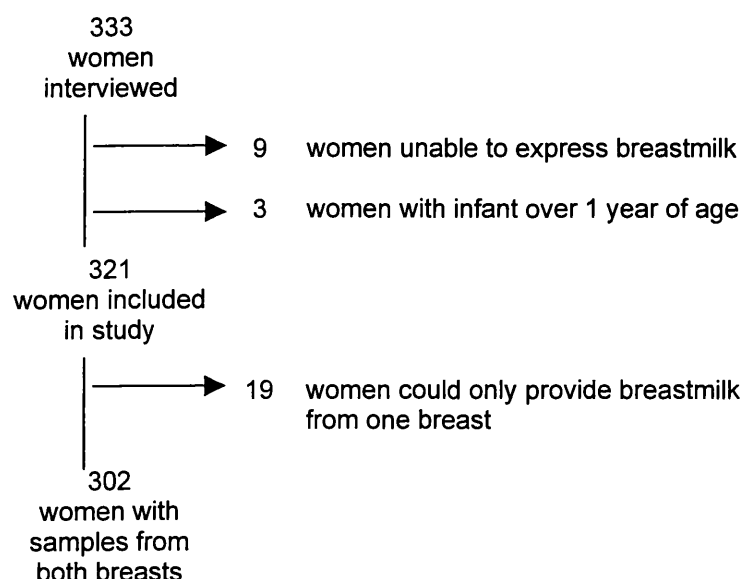 333
women
interviewed
9 women unable to express breastmilk
3 women with infant over 1 year of age
321
women included
in study
19 women could only provide breastmilk
from one breast
302
women with
samples from
both breasts